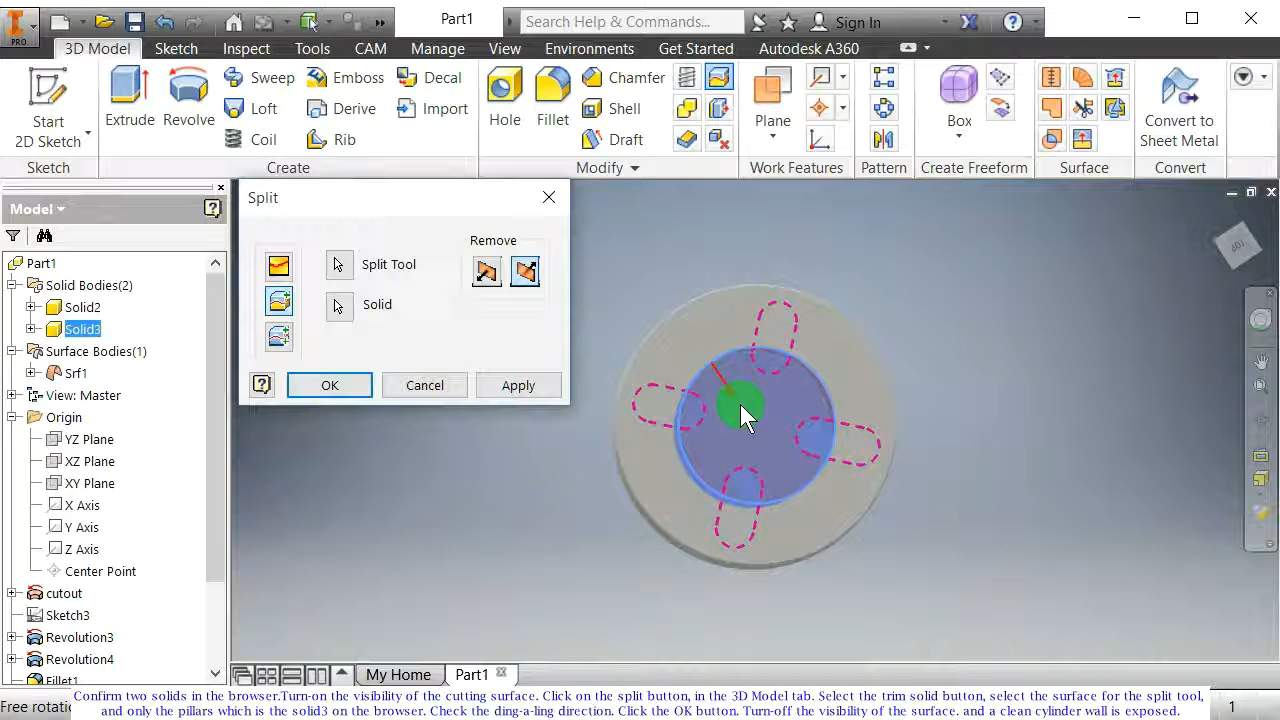 Part1
Search Help & Commands...
Sign In
PRO
3D Model
Sketch
Inspect
Tools
CAM
Manage
View
Environments
Get Started
Autodesk A360
Start
2D Sketch
Extrude
Revolve
Sweep
Loft
Coil
Emboss
Derive
Rib
Decal
Import
Hole
Fillet
Chamfer
Shell
Draft
Plane
Box
Convert to
Sheet Metal
Sketch
Create
Modify
Work Features
Pattern
Create Freeform
Surface
Convert
Model
Part1
Solid Bodies(2)
Solid2
Solid3
Surface Bodies(1)
Srf1
View: Master
Origin
YZ Plane
XZ Plane
XY Plane
X Axis
Y Axis
Z Axis
Center Point
cutout
Sketch3
Revolution3
Revolution4
Fillet1
Split
Split Tool
Solid
Remove
OK
Cancel
Apply
TOP
My Home
Part1
Free rotatio
1
Confirm two solids in the browser.Turn-on the visibility of the cutting surface. Click on the split button, in the 3D Model tab. Select the trim solid button, select the surface for the split tool,
and only the pillars which is the solid3 on the browser. Check the ding-a-ling direction. Click the OK button. Turn-off the visibility of the surface. and a clean cylinder wall is exposed.